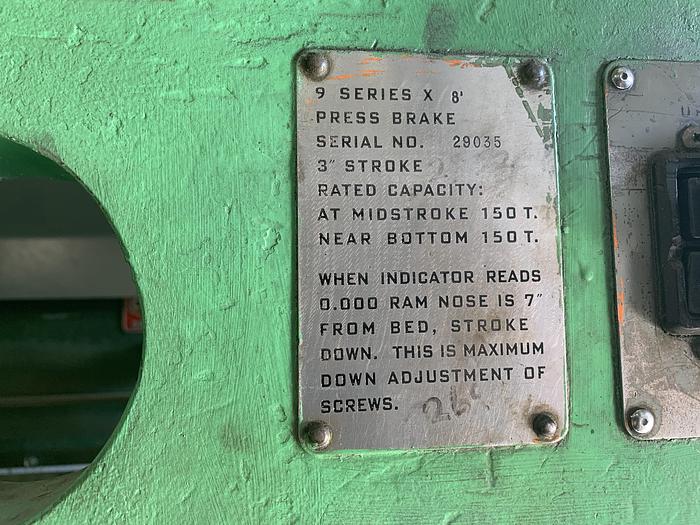 9 SERIES X 8'
PRESS BRAKE
SERIAL NO. 29035
3" STROKE
RATED CAPACITY:
AT MIDSTROKE 150 T.
NEAR BOTTOM 150 T.
WHEN INDICATOR READS
0.000 RAM NOSE IS 7"
FROM BED, STROKE
DOWN. THIS IS MAXIMUM
DOWN ADJUSTMENT OF
SCREWS.